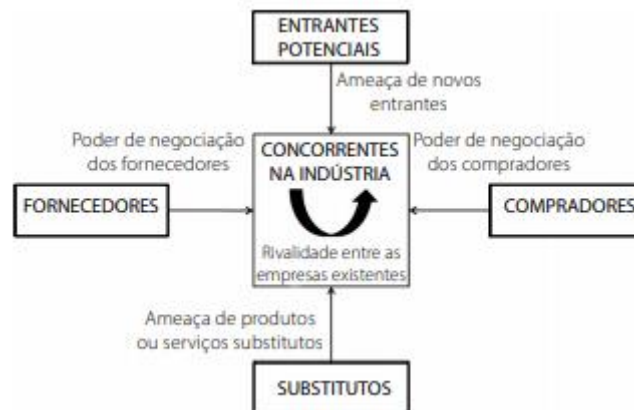 ENTRANTES
POTENCIAIS
Ameaça de novos
entrantes
Poder de negociação
dos fornecedores
CONCORRENTES
NA INDÚSTRIA
Poder de negociação
dos compradores
FORNECEDORES
COMPRADORES
Rivalidade entre as
empresas existentes
Ameaça de produtos
ou serviços substitutos
SUBSTITUTOS